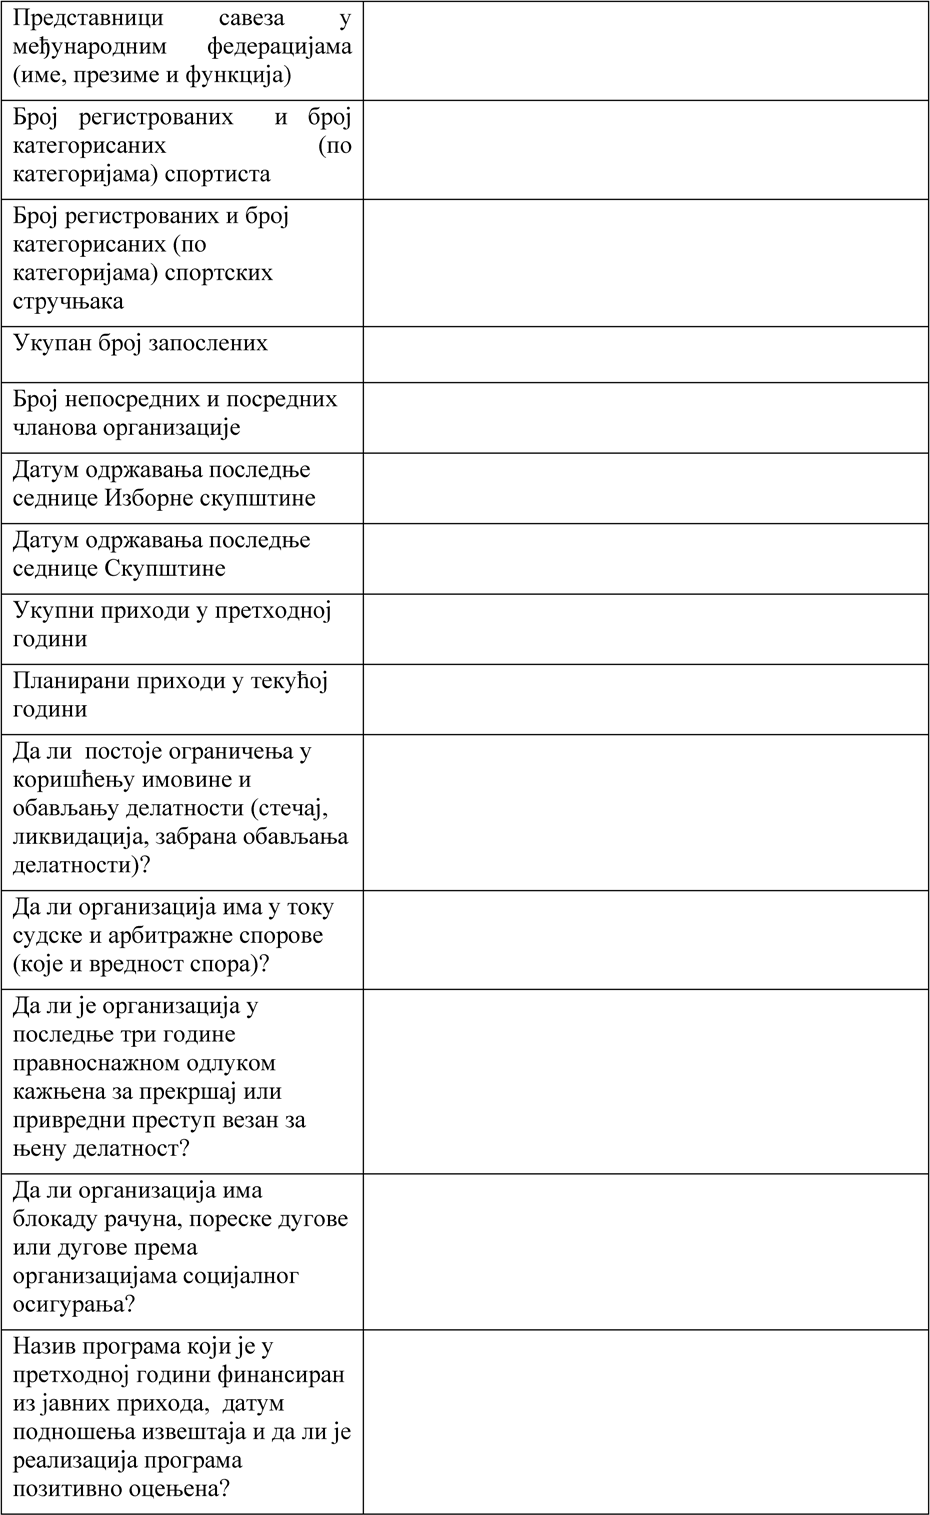 Представници савеза у
међународним федерацијама
(име, презиме и функција)
Број регистрованих и број
категорисаних (по
категоријама) спортиста
Број регистрованих и број
категорисаних (по
категоријама) спортских
стручњака
Укупан број запослених
Број непосредних и посредних
чланова организације
Датум одржавања последње
седнице Изборне скупштине
Датум одржавања последње
седнице Скупштине
Укупни приходи у претходној
години
Планирани приходи у текућој
години
Да ли постоје ограничења у
коришћењу имовине и
обављању делатности (стечај,
ликвидација, забрана обављања
делатности)?
Да ли организација има у току
судске и арбитражне спорове
(које и вредност спора)?
Да ли је организација у
последње три године
правноснажном одлуком
кажњена за прекршај или
привредни преступ везан за
њену делатност?
Да ли организација има
блокаду рачуна, пореске дугове
или дугове према
организацијама социјалног
осигурања?
Назив програма који је у
претходној години финансиран
из јавних прихода, датум
подношења извештаја и да ли је
реализација програма
позитивно оцењена?